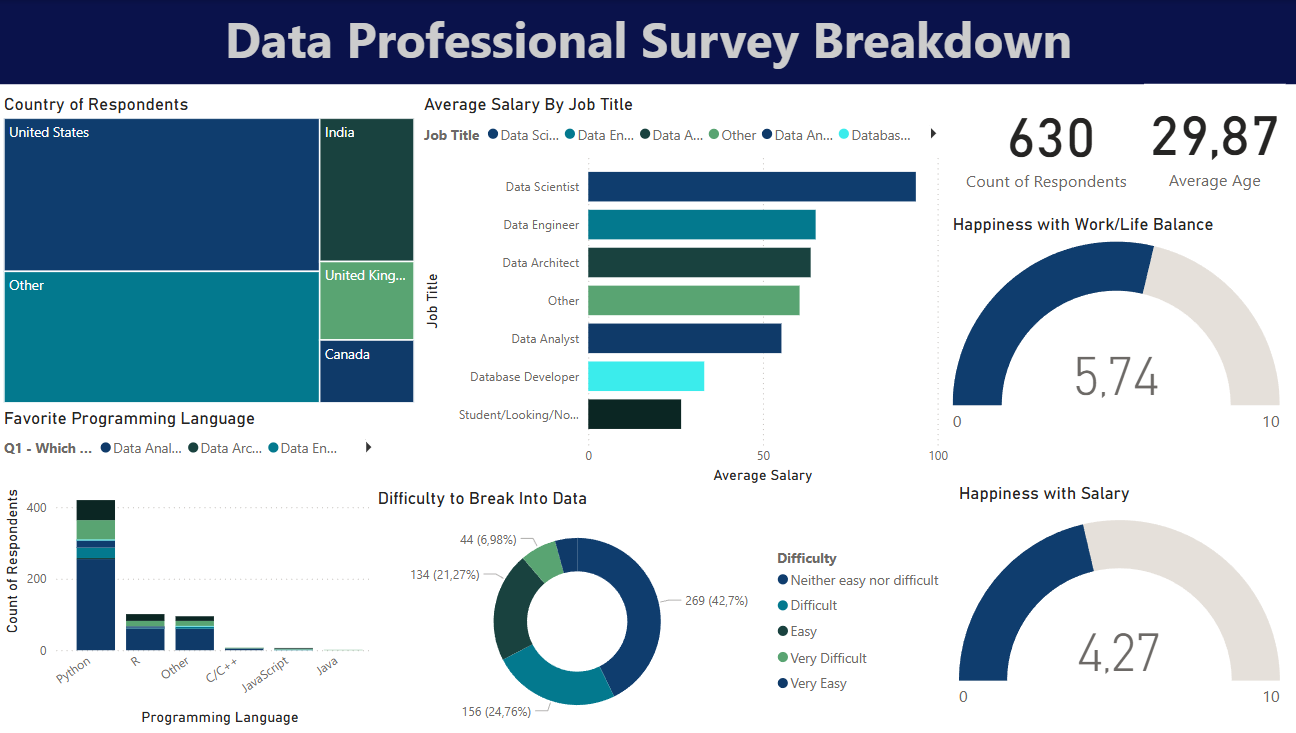 Data Professional Survey Breakdown
Country of Respondents
United States
India
Other
United King...
Canada
Average Salary By Job Title
Job Title Data Sci... Data En... Data A... Other Data An... Databas...
Job Title
Data Scientist
Data Engineer
Data Architect
Other
Data Analyst
Database Developer
Student/Looking/No...
0 50 100
Average Salary
630
Count of Respondents
29,87
Average Age
Happiness with Work/Life Balance
5,74
0 10
Favorite Programming Language
Q1 - Which ... Data Anal... Data Arc... Data En...
Count of Respondents
400
200
0
Python R Other C/C++ JavaScript Java
Programming Language
Difficulty to Break Into Data
44 (6,98%)
134 (21,27%)
269 (42,7%)
156 (24,76%)
Difficulty
Neither easy nor difficult
Difficult
Easy
Very Difficult
Very Easy
Happiness with Salary
4,27
0 10